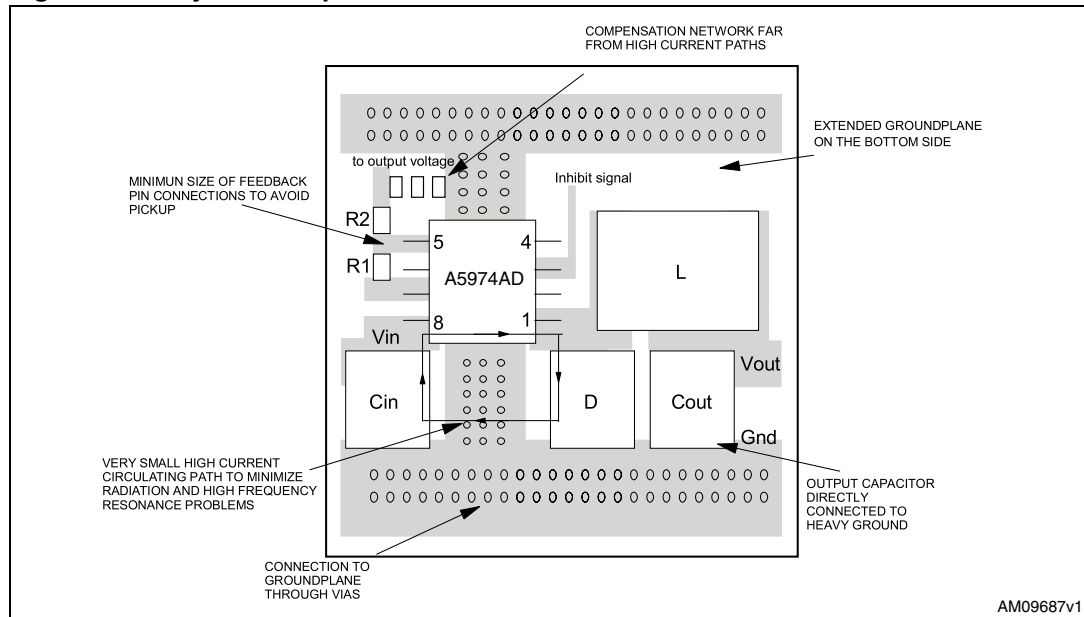 COMPENSATION NETWORK FAR
FROM HIGH CURRENT PATHS
EXTENDED GROUNDPLANE
ON THE BOTTOM SIDE
to output voltage
Inhibit signal
MINIMUN SIZE OF FEEDBACK
PIN CONNECTIONS TO AVOID
PICKUP
R2
5
4
R1
A5974AD
L
8
1
Vin
Vout
Cin
D
Cout
Gnd
VERY SMALL HIGH CURRENT
CIRCULATING PATH TO MINIMIZE
RADIATION AND HIGH FREQUENCY
RESONANCE PROBLEMS
OUTPUT CAPACITOR
DIRECTLY
CONNECTED TO
HEAVY GROUND
CONNECTION TO
GROUNDPLANE
THROUGH VIAS
AM09687v1